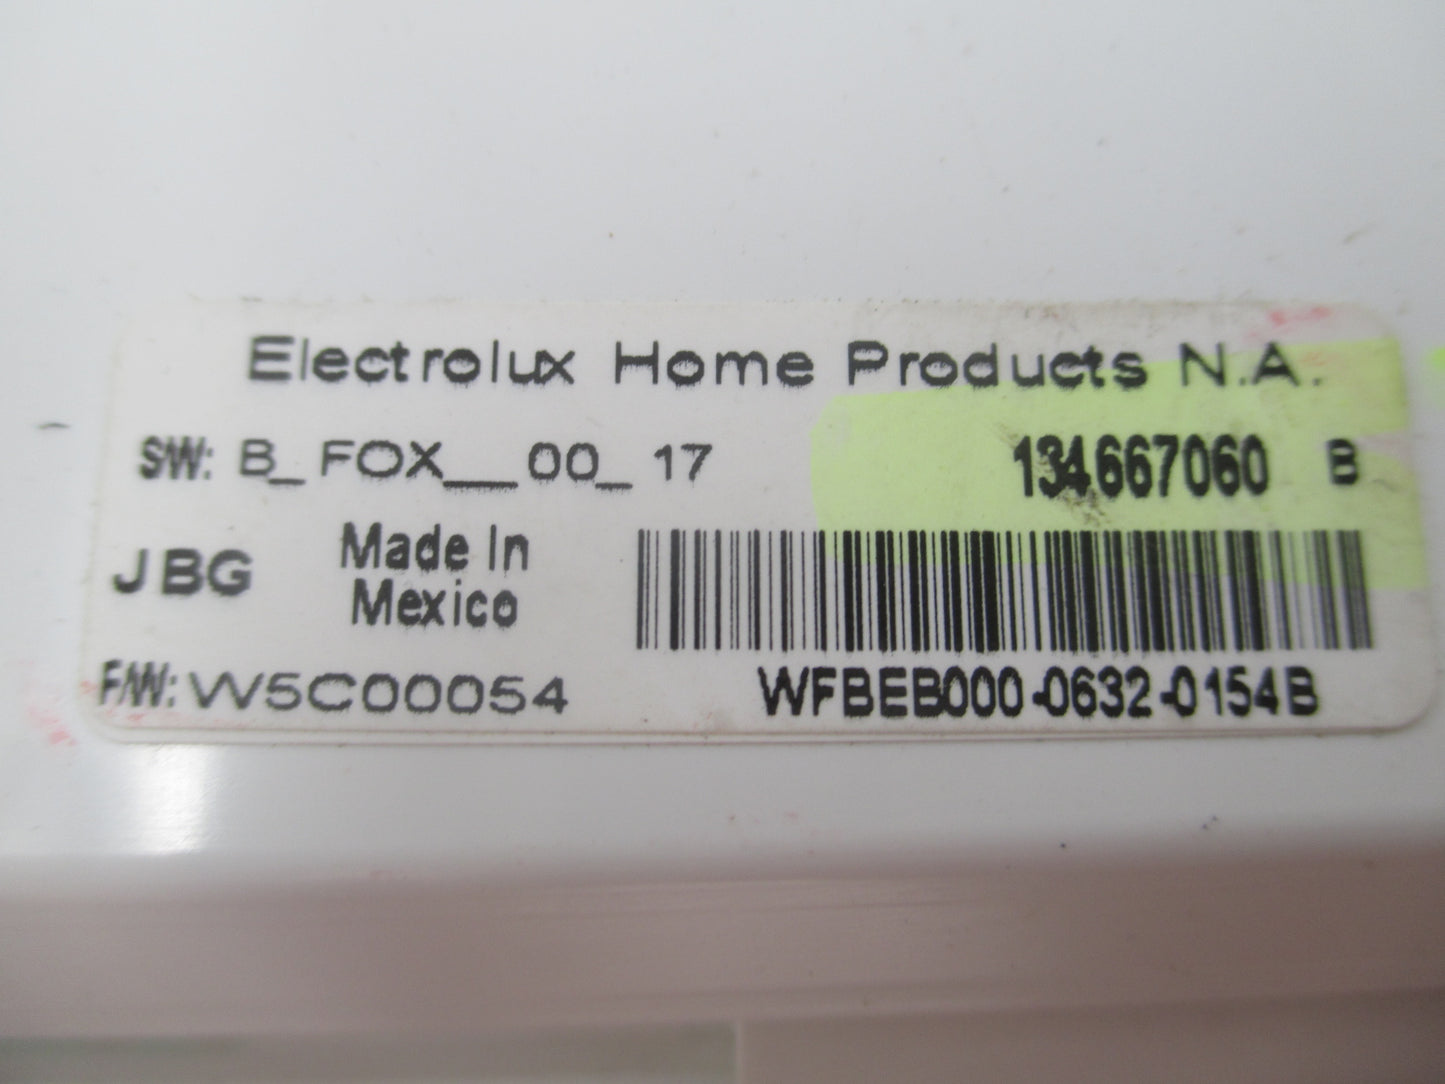 Electrolux Home Products N.A.
SW: B_FOX__00_17
134667060 B
JBG
Made In
Mexico
F/W: W5C00054
WFBEB000-0632-0154B